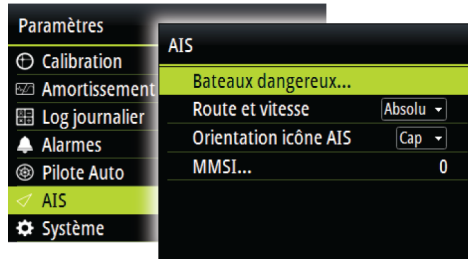 Paramètres
Calibration
Amortissement
Log journalier
Alarmes
Pilote Auto
AIS
Système
AIS
Bateaux dangereux...
Route et vitesse Absolu
Orientation icône AIS Cap
MMSI... 0